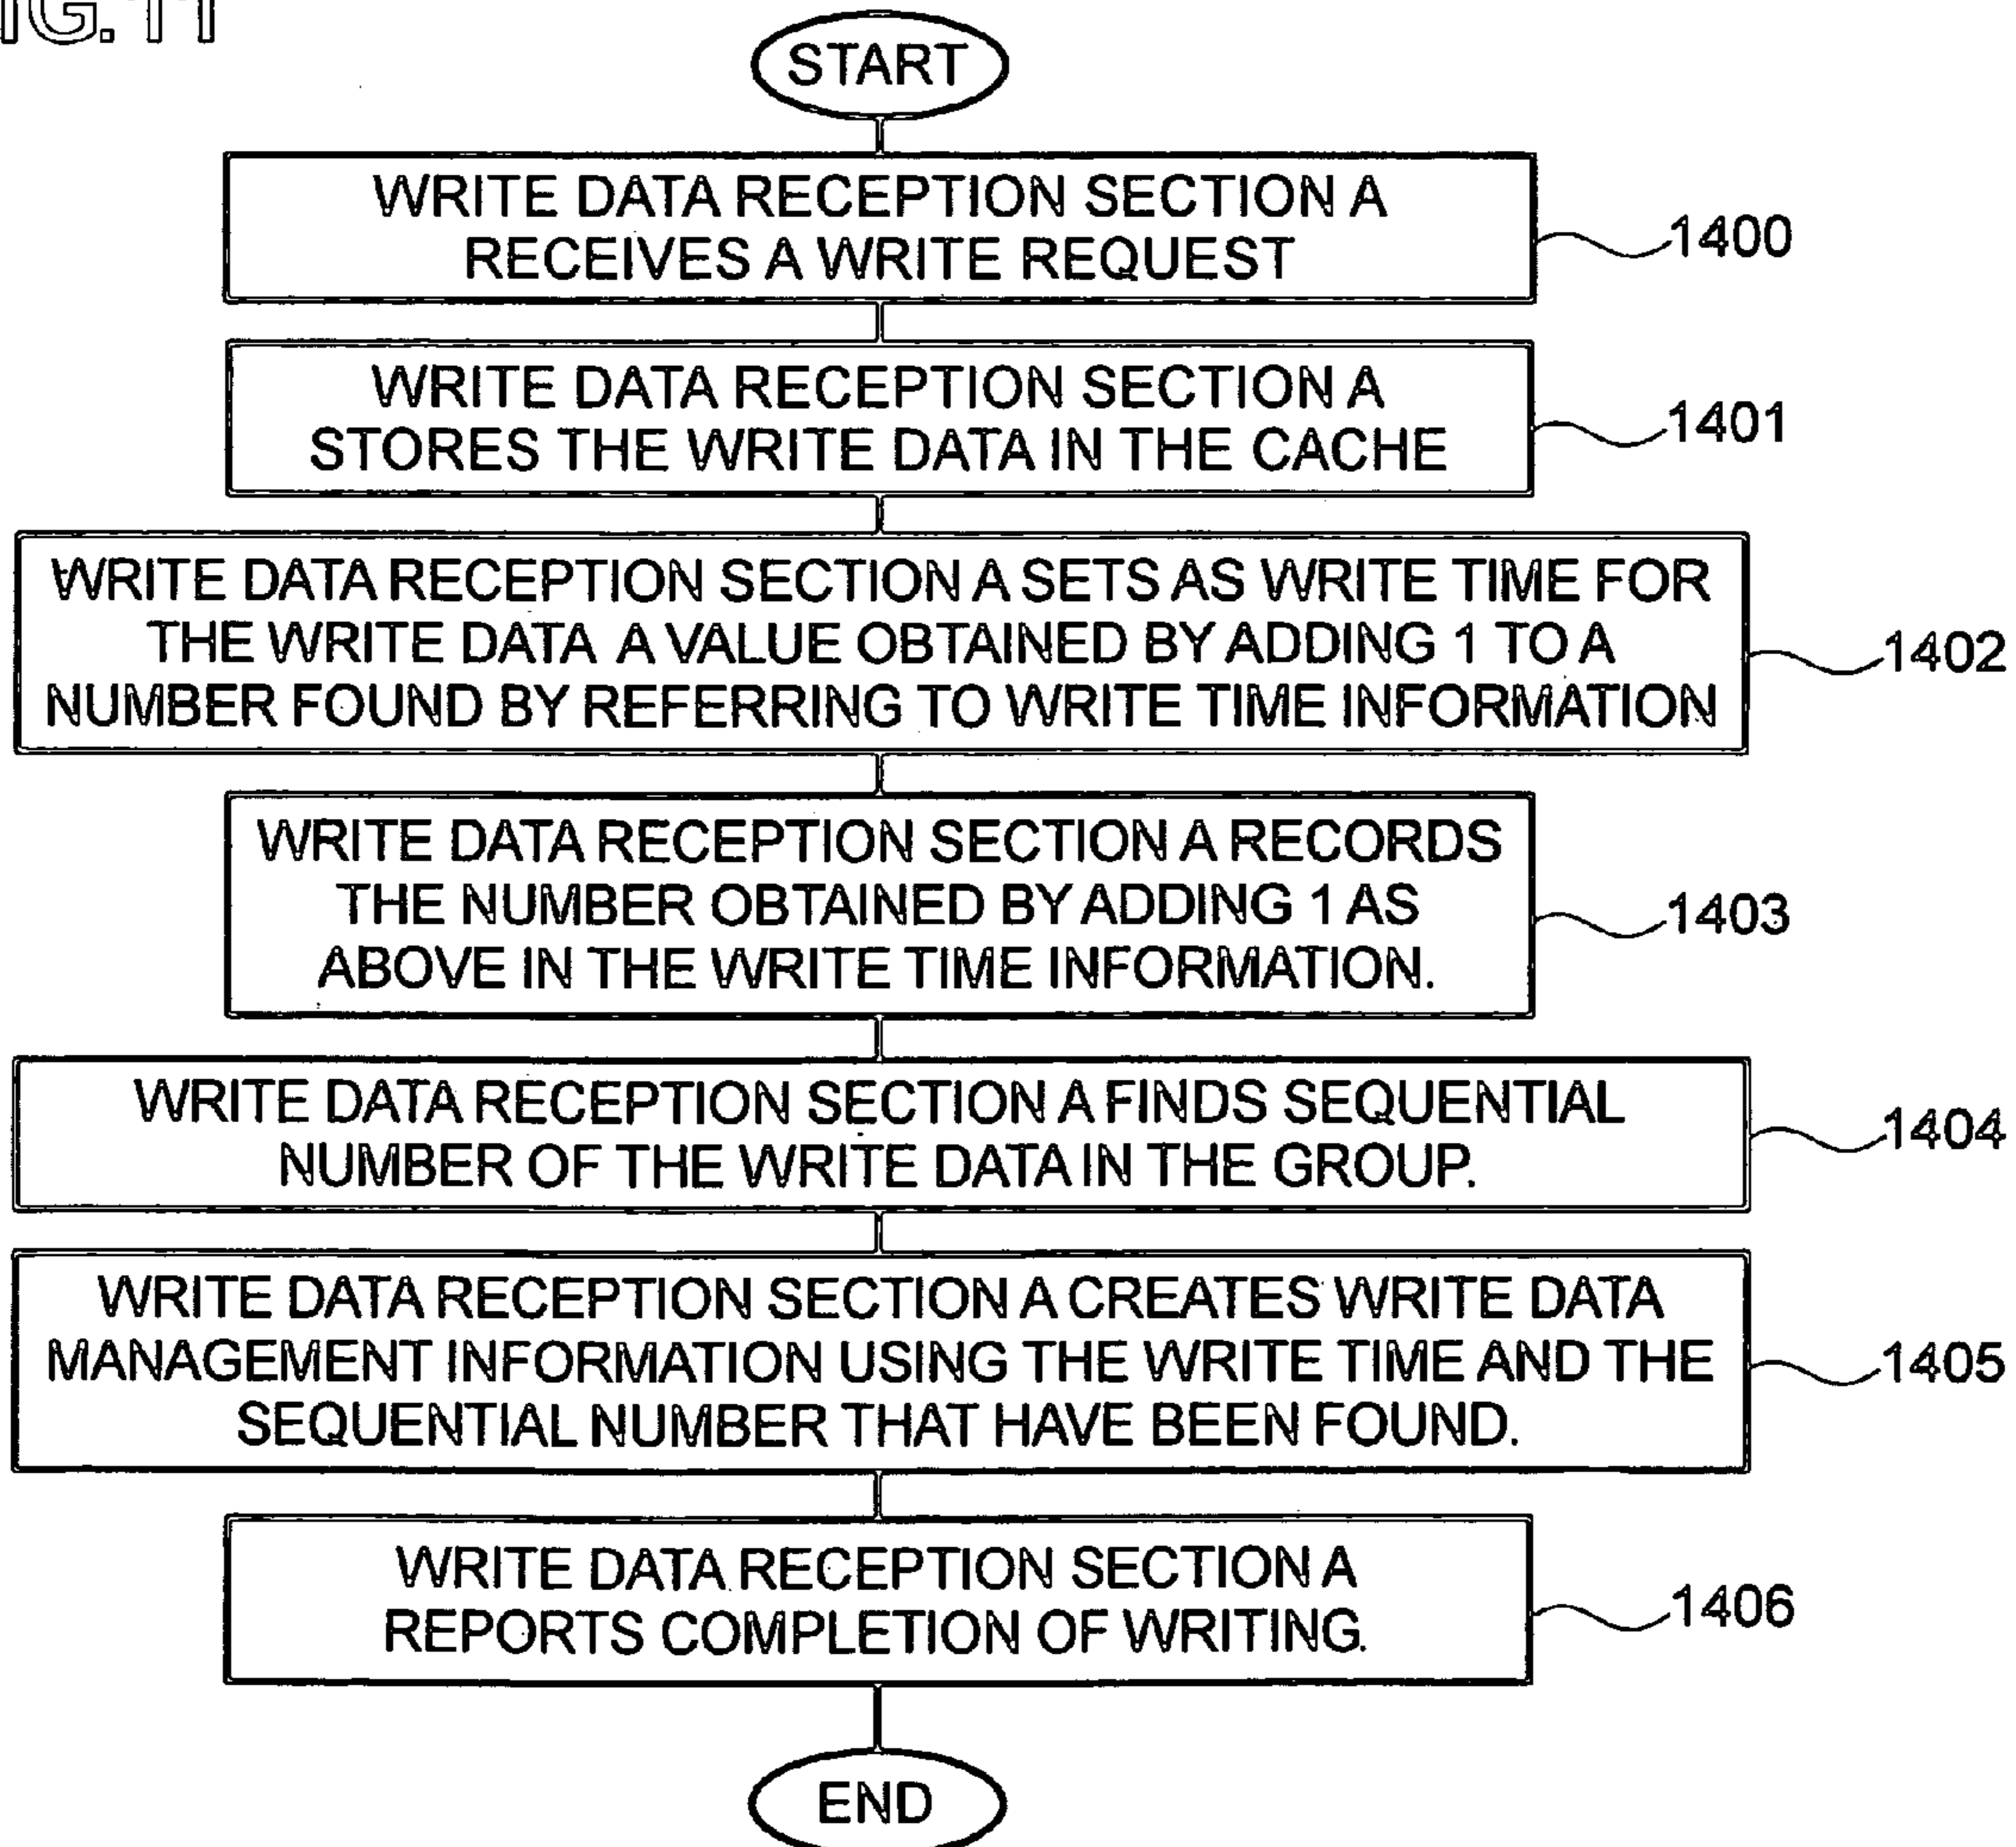 FIG. 11
START
WRITE DATA RECEPTION SECTION A
RECEIVES A WRITE REQUEST
1400
WRITE DATA RECEPTION SECTION A
STORES THE WRITE DATA IN THE CACHE
1401
WRITE DATA RECEPTION SECTION A SETS AS WRITE TIME FOR
THE WRITE DATA A VALUE OBTAINED BY ADDING 1 TO A
NUMBER FOUND BY REFERRING TO WRITE TIME INFORMATION
1402
WRITE DATA RECEPTION SECTION A RECORDS
THE NUMBER OBTAINED BY ADDING 1 AS
ABOVE IN THE WRITE TIME INFORMATION.
1403
WRITE DATA RECEPTION SECTION A FINDS SEQUENTIAL
NUMBER OF THE WRITE DATA IN THE GROUP.
1404
WRITE DATA RECEPTION SECTION A CREATES WRITE DATA
MANAGEMENT INFORMATION USING THE WRITE TIME AND THE
SEQUENTIAL NUMBER THAT HAVE BEEN FOUND.
1405
WRITE DATA RECEPTION SECTION A
REPORTS COMPLETION OF WRITING.
1406
END